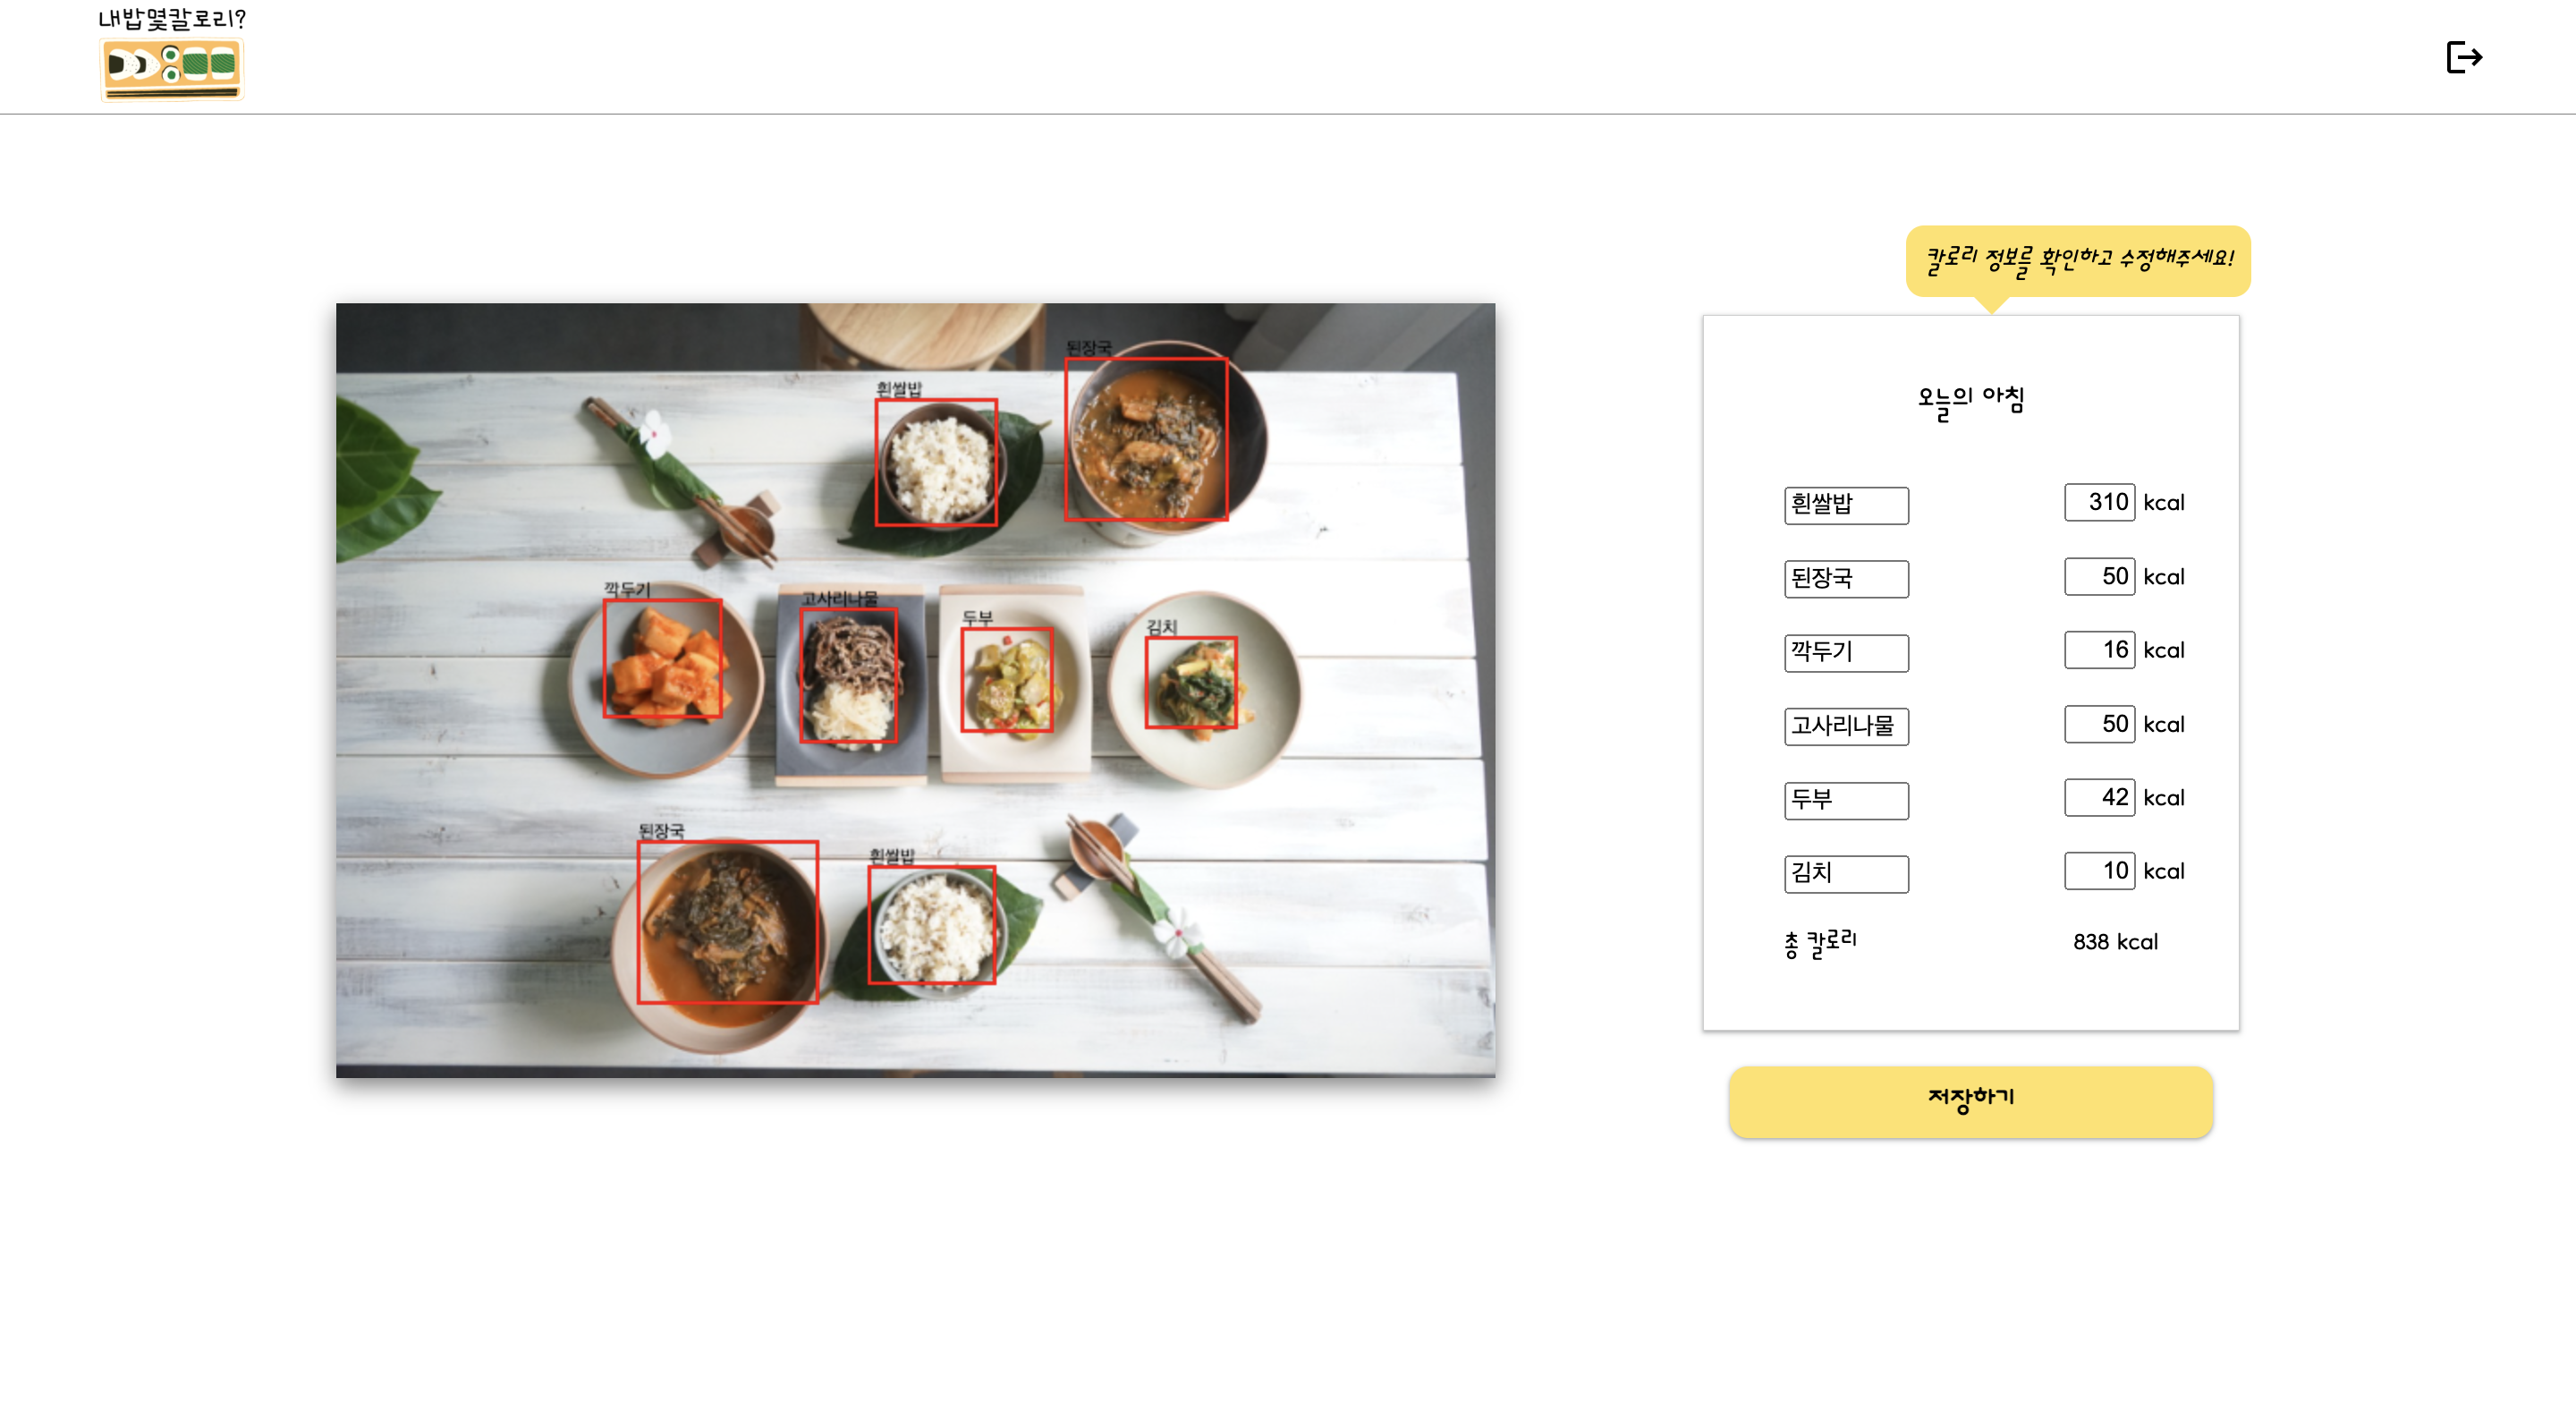 내밥몇칼로리?
칼로리 정보를 확인하고 수정해주세요!
된장국
흰쌀밥
깍두기
고사리나물
두부
김치
된장국
흰쌀밥
오늘의 아침
흰쌀밥 310 kcal
된장국 50 kcal
깍두기 16 kcal
고사리나물 50 kcal
두부 42 kcal
김치 10 kcal
총 칼로리 838 kcal
저장하기